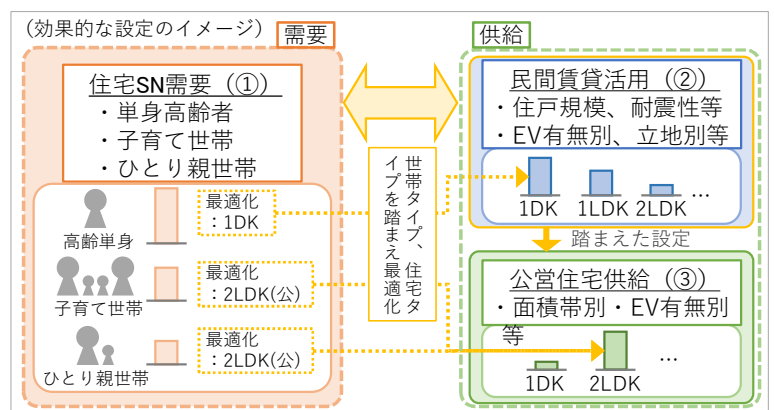 （効果的な設定のイメージ）
需要
住宅SN需要（①）
・単身高齢者
・子育て世帯
・ひとり親世帯
高齢単身
最適化
：1DK
子育て世帯
最適化
：2LDK(公)
ひとり親世帯
最適化
：2LDK(公)
世帯タイプ、住宅タ
イプを踏まえ最適化
供給
民間賃貸活用（②）
・住戸規模、耐震性等
・EV有無別、立地別等
1DK 1LDK 2LDK …
踏まえた設定
公営住宅供給（③）
・面積帯別・EV有無別
等
1DK 2LDK …